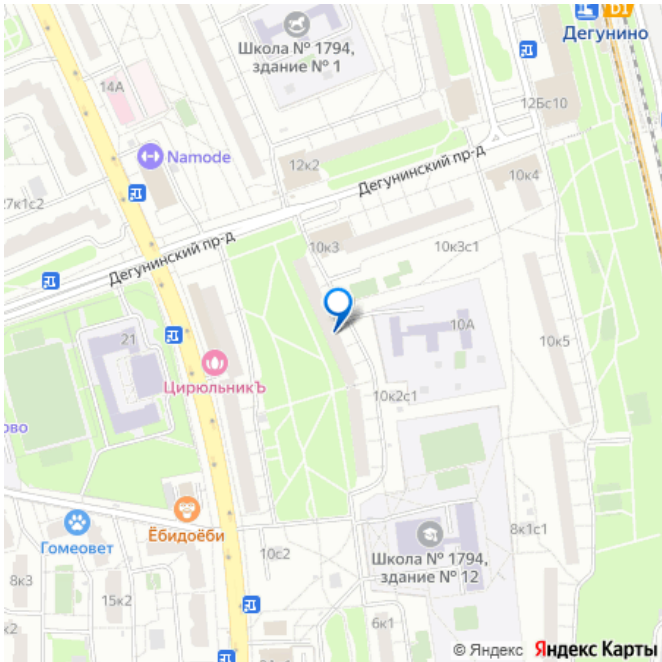 D1
Дегунино
Школа № 1794,
здание № 1
14А
12Бс10
Namode
12к2
Дегунинский пр-д
10к4
27к1с2
10к3
10к3с1
Дегунинский пр-д
21
10А
10к5
ЦирюльникЪ
10к2с1
ово
Ёбидоёби
Гомеовет
10с2
Школа № 1794,
здание № 12
8к1с1
8к3
15к2
6к1
к2
© Яндекс Яндекс Карты